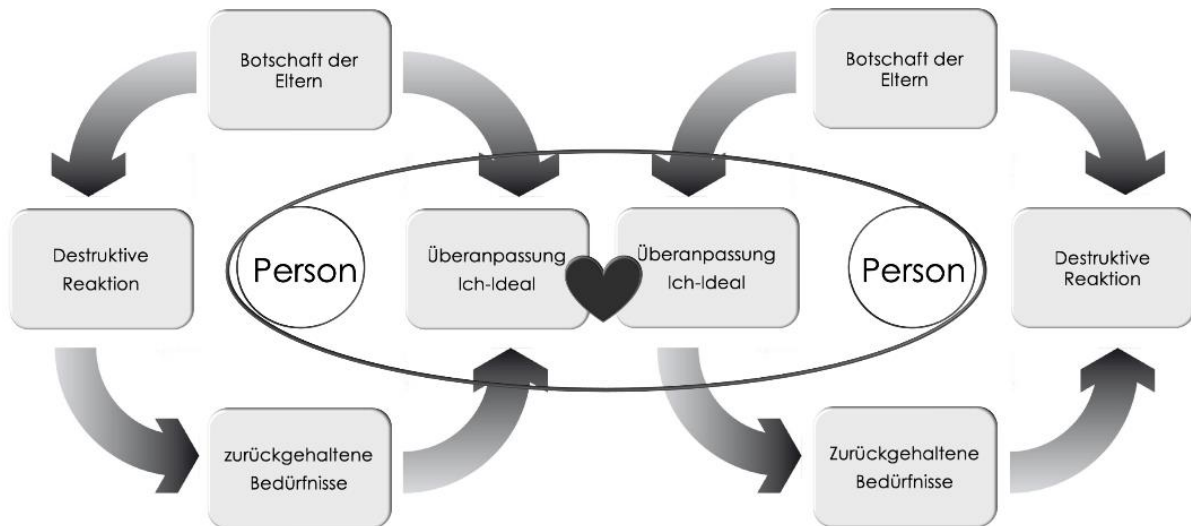 Botschaft der
Eltern
Botschaft der
Eltern
Destruktive
Reaktion
Person
Überanpassung
Ich-Ideal
Überanpassung
Ich-Ideal
Person
Destruktive
Reaktion
zurückgehaltene
Bedürfnisse
Zurückgehaltene
Bedürfnisse